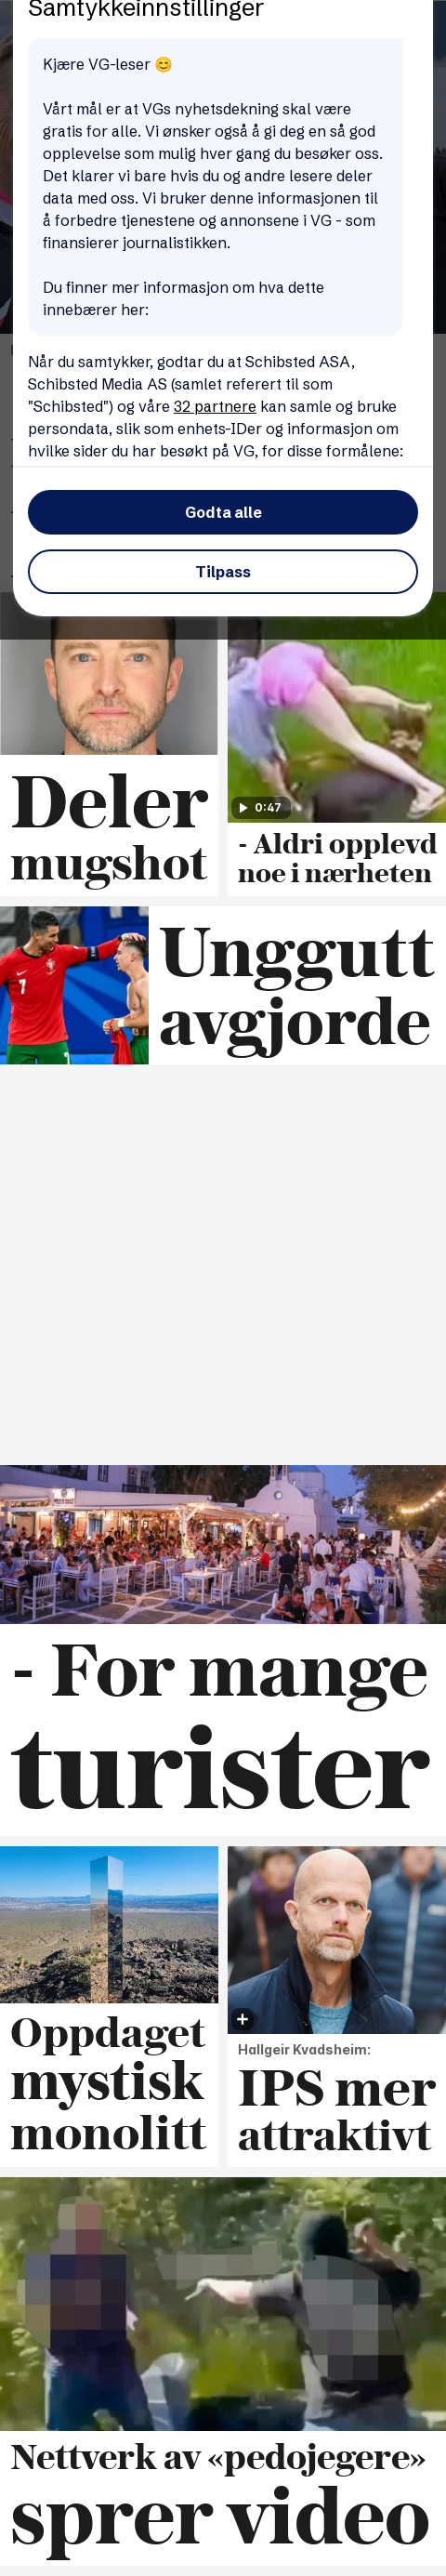 Samtykkeinnstillinger
Kjære VG-leser 😊
Vårt mål er at VGs nyhetsdekning skal være
gratis for alle. Vi ønsker også å gi deg en så god
opplevelse som mulig hver gang du besøker oss.
Det klarer vi bare hvis du og andre lesere deler
data med oss. Vi bruker denne informasjonen til
å forbedre tjenestene og annonsene i VG - som
finansierer journalistikken.
Du finner mer informasjon om hva dette
innebærer her:
Når du samtykker, godtar du at Schibsted ASA,
Schibsted Media AS (samlet referert til som
"Schibsted") og våre 32 partnere kan samle og bruke
persondata, slik som enhets-IDer og informasjon om
hvilke sider du har besøkt på VG, for disse formålene:
Godta alle
Tilpass
Deler
mugshot
0:47
- Aldri opplevd
noe i nærheten
7
Unggutt
avgjorde
- For mange
turister
Oppdaget
mystisk
monolitt
Hallgeir Kvadsheim:
IPS mer
attraktivt
Nettverk av «pedojegere»
sprer video